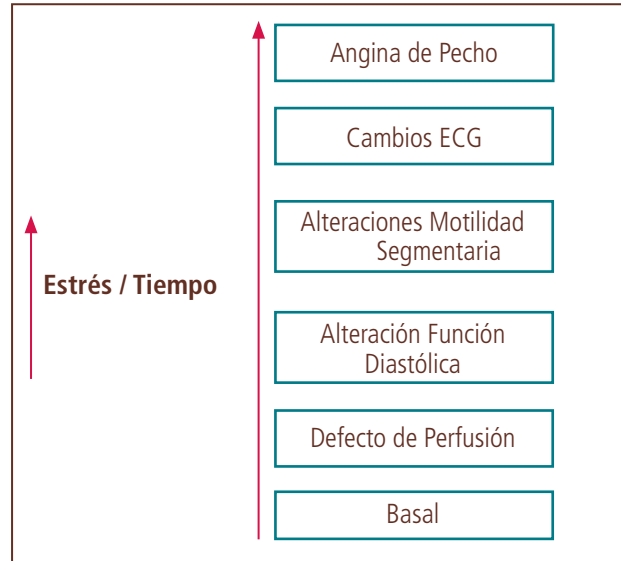 Angina de Pecho
Cambios ECG
Alteraciones Motilidad
Segmentaria
Estrés / Tiempo
Alteración Función
Diastólica
Defecto de Perfusión
Basal